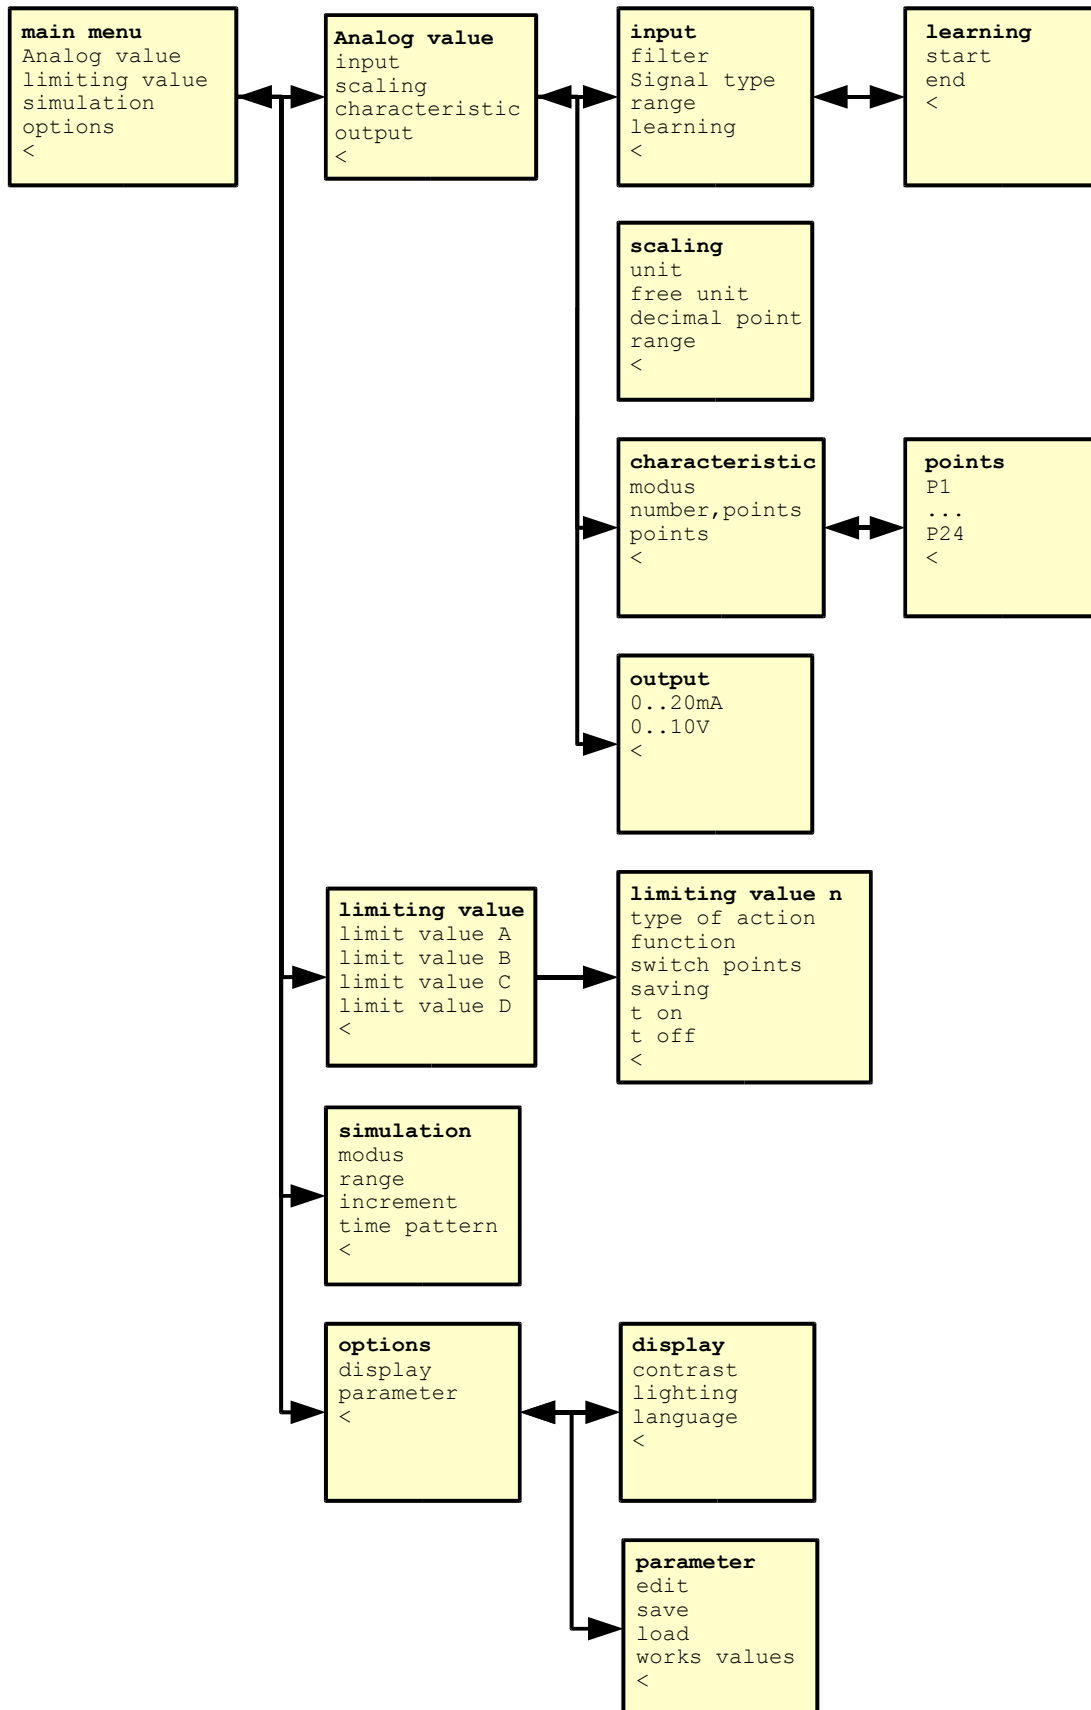 main menu
Analog value
limiting value
simulation
options
<
Analog value
input
scaling
characteristic
output
<
input
filter
Signal type
range
learning
<
learning
start
end
<
scaling
unit
free unit
decimal point
range
<
characteristic
modus
number,points
points
<
points
P1
...
P24
<
output
0..20mA
0..10V
<
limiting value
limit value A
limit value B
limit value C
limit value D
<
limiting value n
type of action
function
switch points
saving
t on
t off
<
simulation
modus
range
increment
time pattern
<
options
display
parameter
<
display
contrast
lighting
language
<
parameter
edit
save
load
works values
<